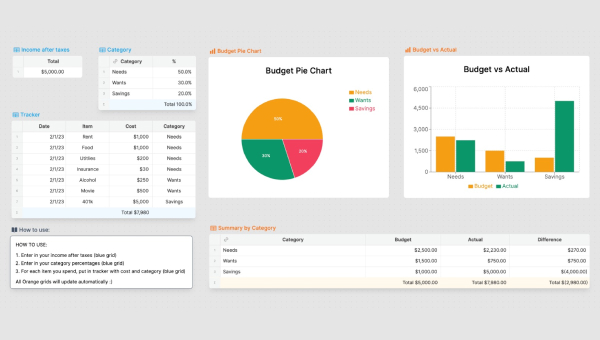 Income after taxes
Total
$5,000.00
Category
Category %
Needs 50.0%
Wants 30.0%
Savings 20.0%
Total 100.0%
Tracker
Date Item Cost Category
2/1/23 Rent $1,000 Needs
2/1/23 Food $1,000 Needs
2/1/23 Utilities $200 Needs
2/1/23 Insurance $30 Needs
2/1/23 Alcohol $250 Wants
2/1/23 Movie $500 Wants
2/1/23 401k $5,000 Savings
Total $7,980
How to use:
HOW TO USE:
1. Enter in your income after taxes (blue grid)
2. Enter in your category percentages (blue grid)
3. For each item you spend, put in tracker with cost and category (blue grid)
All Orange grids will update automatically :)
Budget Pie Chart
Budget Pie Chart
Needs
Wants
Savings
50%
30%
20%
Budget vs Actual
Budget vs Actual
6,000
4,500
3,000
1,500
0
Needs Wants Savings
Budget Actual
Summary by Category
Category Budget Actual Difference
Needs $2,500.00 $2,230.00 $270.00
Wants $1,500.00 $750.00 $750.00
Savings $1,000.00 $5,000.00 $(4,000.00)
Total $5,000.00 Total $7,980.00 Total $(2,980.00)